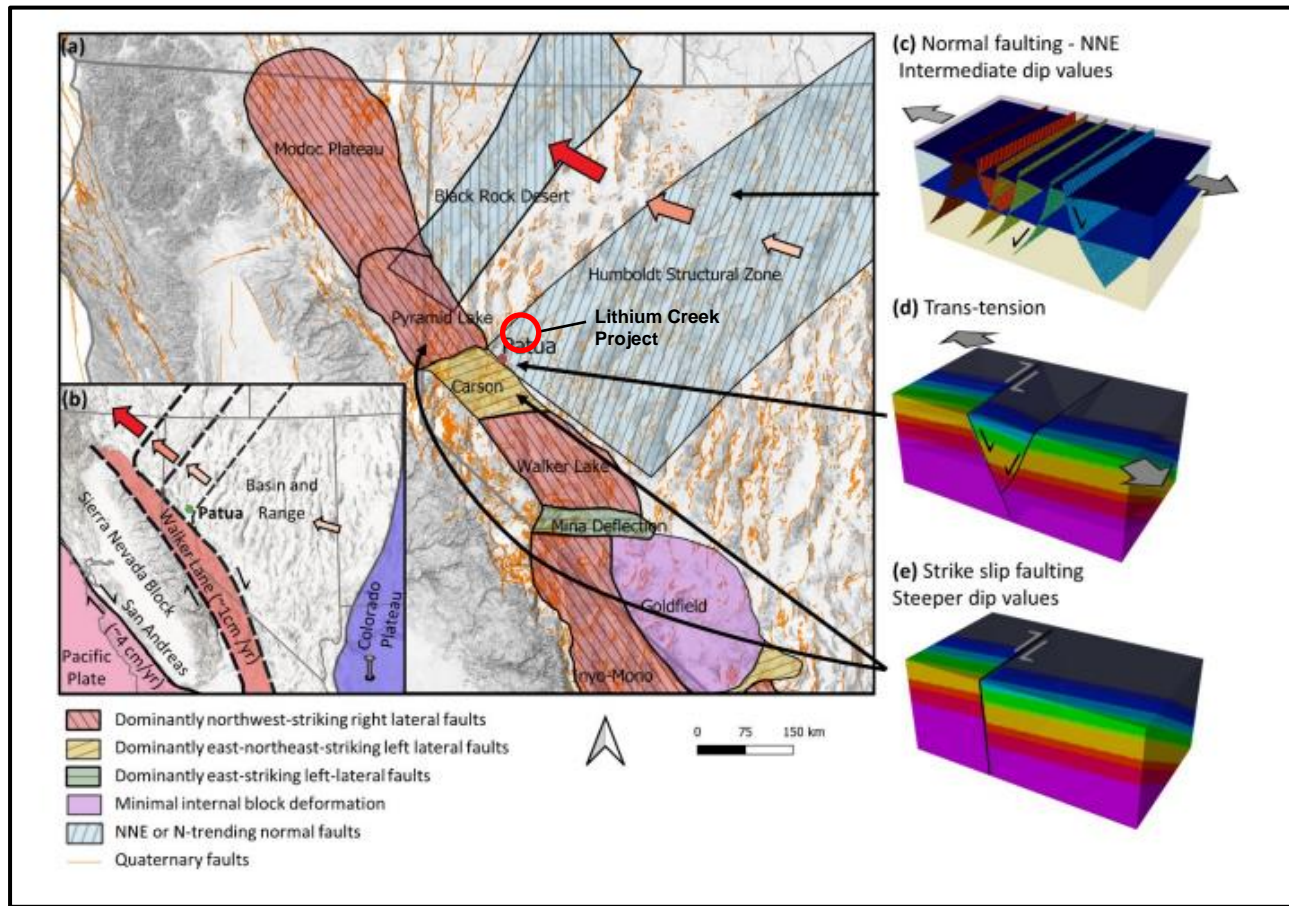 (a)
Modoc Plateau
Black Rock Desert
Humboldt Structural Zone
Pyramid Lake
Lithium Creek
Project
Patua
Carson
Walker Lake
Mina Deflection
Goldfield
Inyo-Mono
(b)
Basin and
Range
Patua
Sierra Nevada Block
Walker Lane (~1cm /yr)
San Andreas
(~4 cm/yr)
Pacific
Plate
Colorado
Plateau
(c) Normal faulting - NNE
Intermediate dip values
(d) Trans-tension
(e) Strike slip faulting
Steeper dip values
Dominantly northwest-striking right lateral faults
Dominantly east-northeast-striking left lateral faults
Dominantly east-striking left-lateral faults
Minimal internal block deformation
NNE or N-trending normal faults
Quaternary faults
0 75 150 km